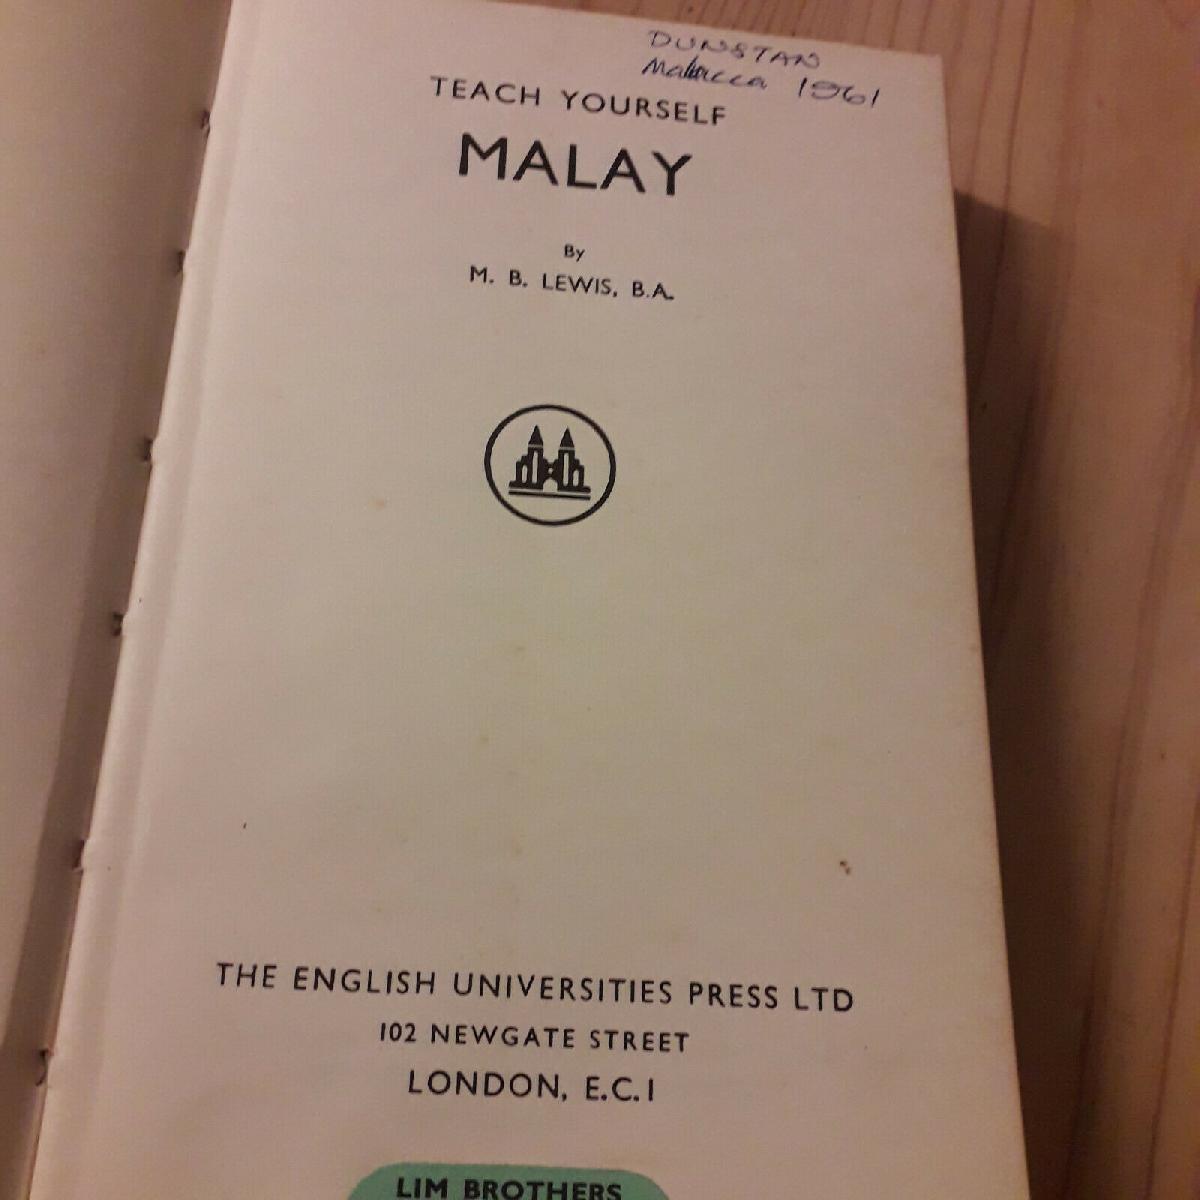 DUNSTAN
Malacca 1961
TEACH YOURSELF
MALAY
By
M. B. LEWIS, B.A.
THE ENGLISH UNIVERSITIES PRESS LTD
102 NEWGATE STREET
LONDON, E.C.1
LIM BROTHERS